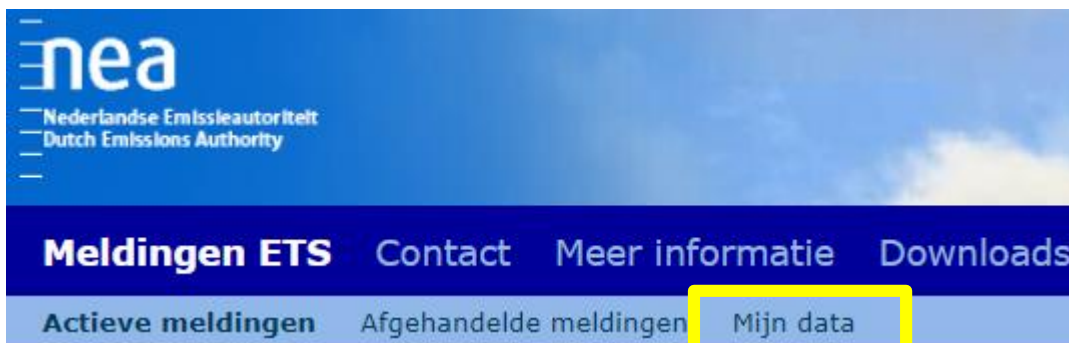 nea
Nederlandse Emissieautoriteit
Dutch Emissions Authority
Meldingen ETS Contact Meer informatie Downloads
Actieve meldingen Afgehandelde meldingen Mijn data